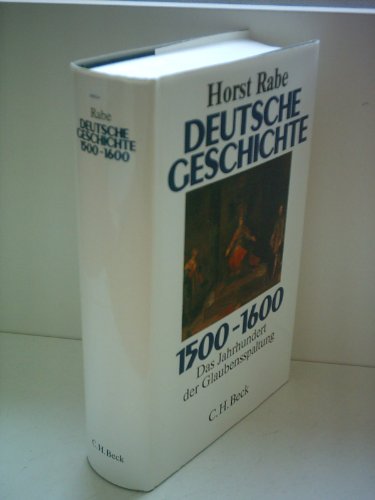 Rabe
DEUTSCHE
GESCHICHTE
1500-1600
C.H.Beck
Horst Rabe
DEUTSCHE
GESCHICHTE
1500-1600
Das Jahrhundert
der Glaubensspaltung
C.H.Beck